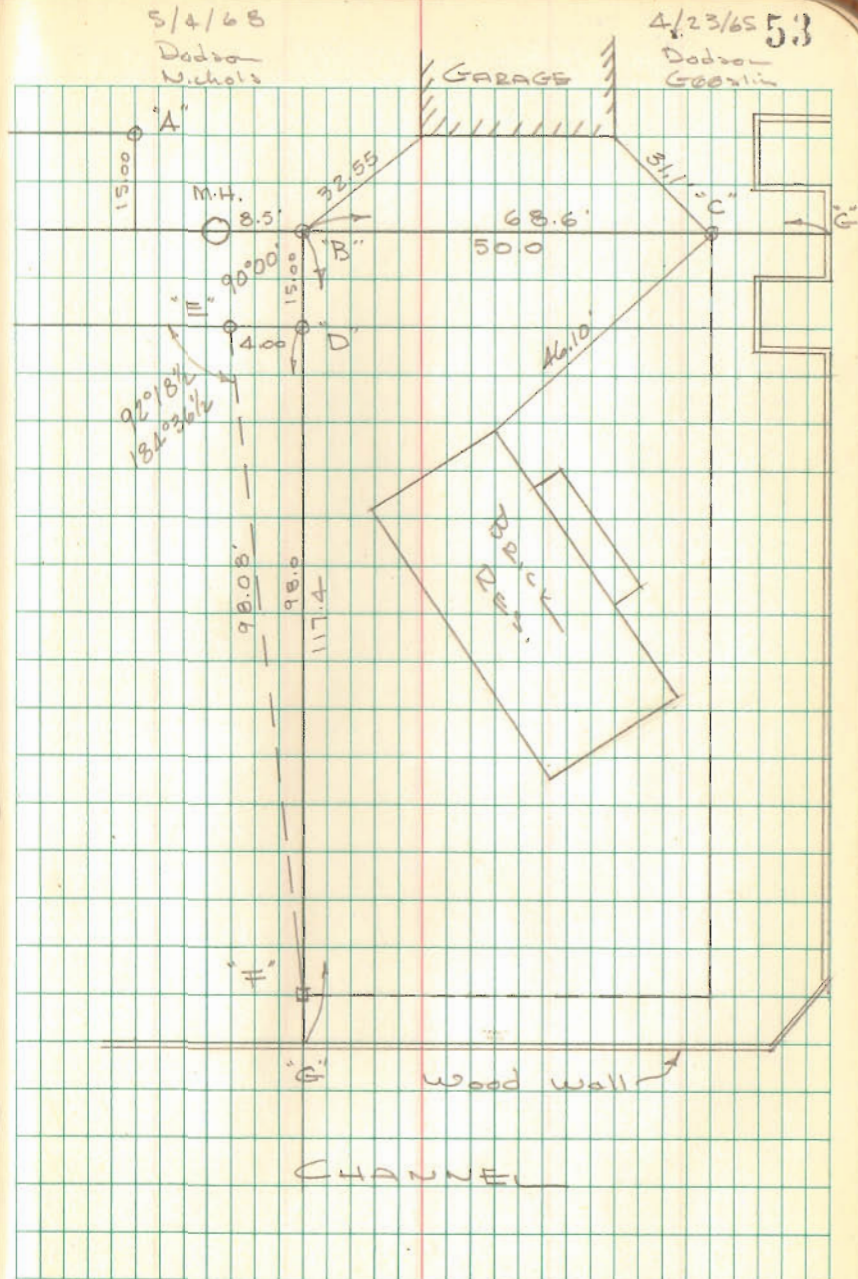 5/4/68
Dodson
Nichols
4/23/65
53
Dodson
GARAGE
"A"
15.00
32.55
31.1'
"C"
M.H.
8.5'
68.6'
"G"
"B"
50.0
90°00'
15.00
"E"
4.00
"D"
46.10'
92°18½
184°36½
BRICK
RES.
98.08'
98.0
117.4
"F"
"G"
Wood Wall
CHANNEL